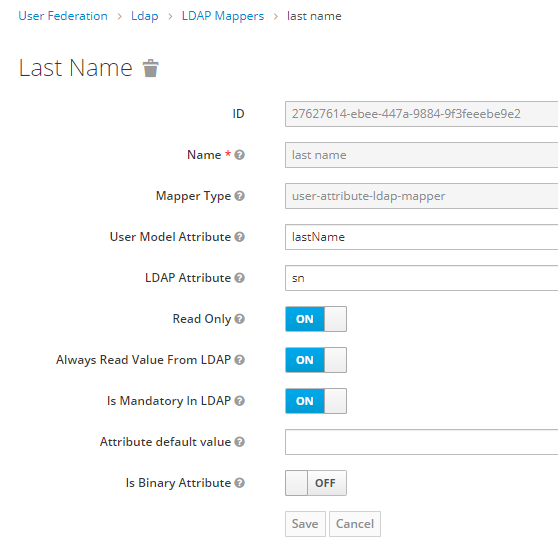 User Federation > Ldap > LDAP Mappers > last name
Last Name
ID 27627614-ebee-447a-9884-9f3feeebe9e2
Name * last name
Mapper Type user-attribute-ldap-mapper
User Model Attribute lastName
LDAP Attribute sn
Read Only ON
Always Read Value From LDAP ON
Is Mandatory In LDAP ON
Attribute default value
Is Binary Attribute OFF
Save Cancel